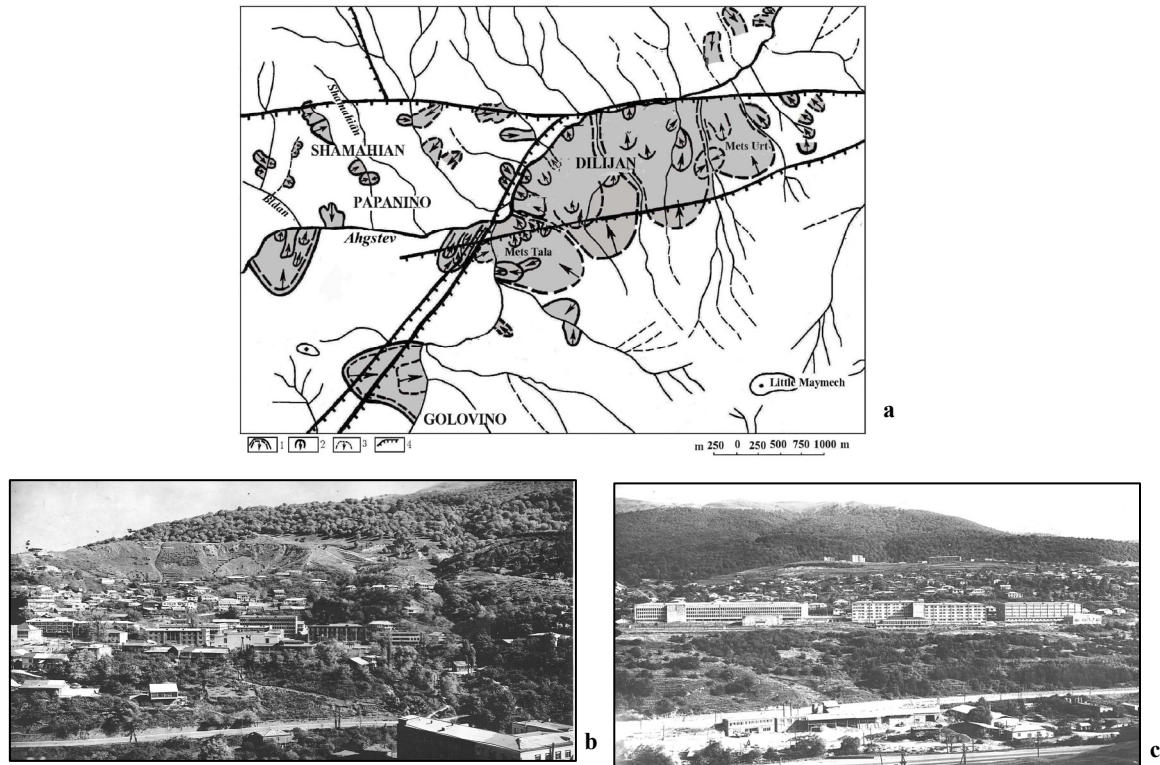 Shamahian
SHAMAHIAN
DILIJAN
Mets Urt
Bldan
PAPANINO
Ahgstev
Mets Tala
Little Maymech
GOLOVINO
a
1 2 3 4
m 250 0 250 500 750 1000 m
b
c